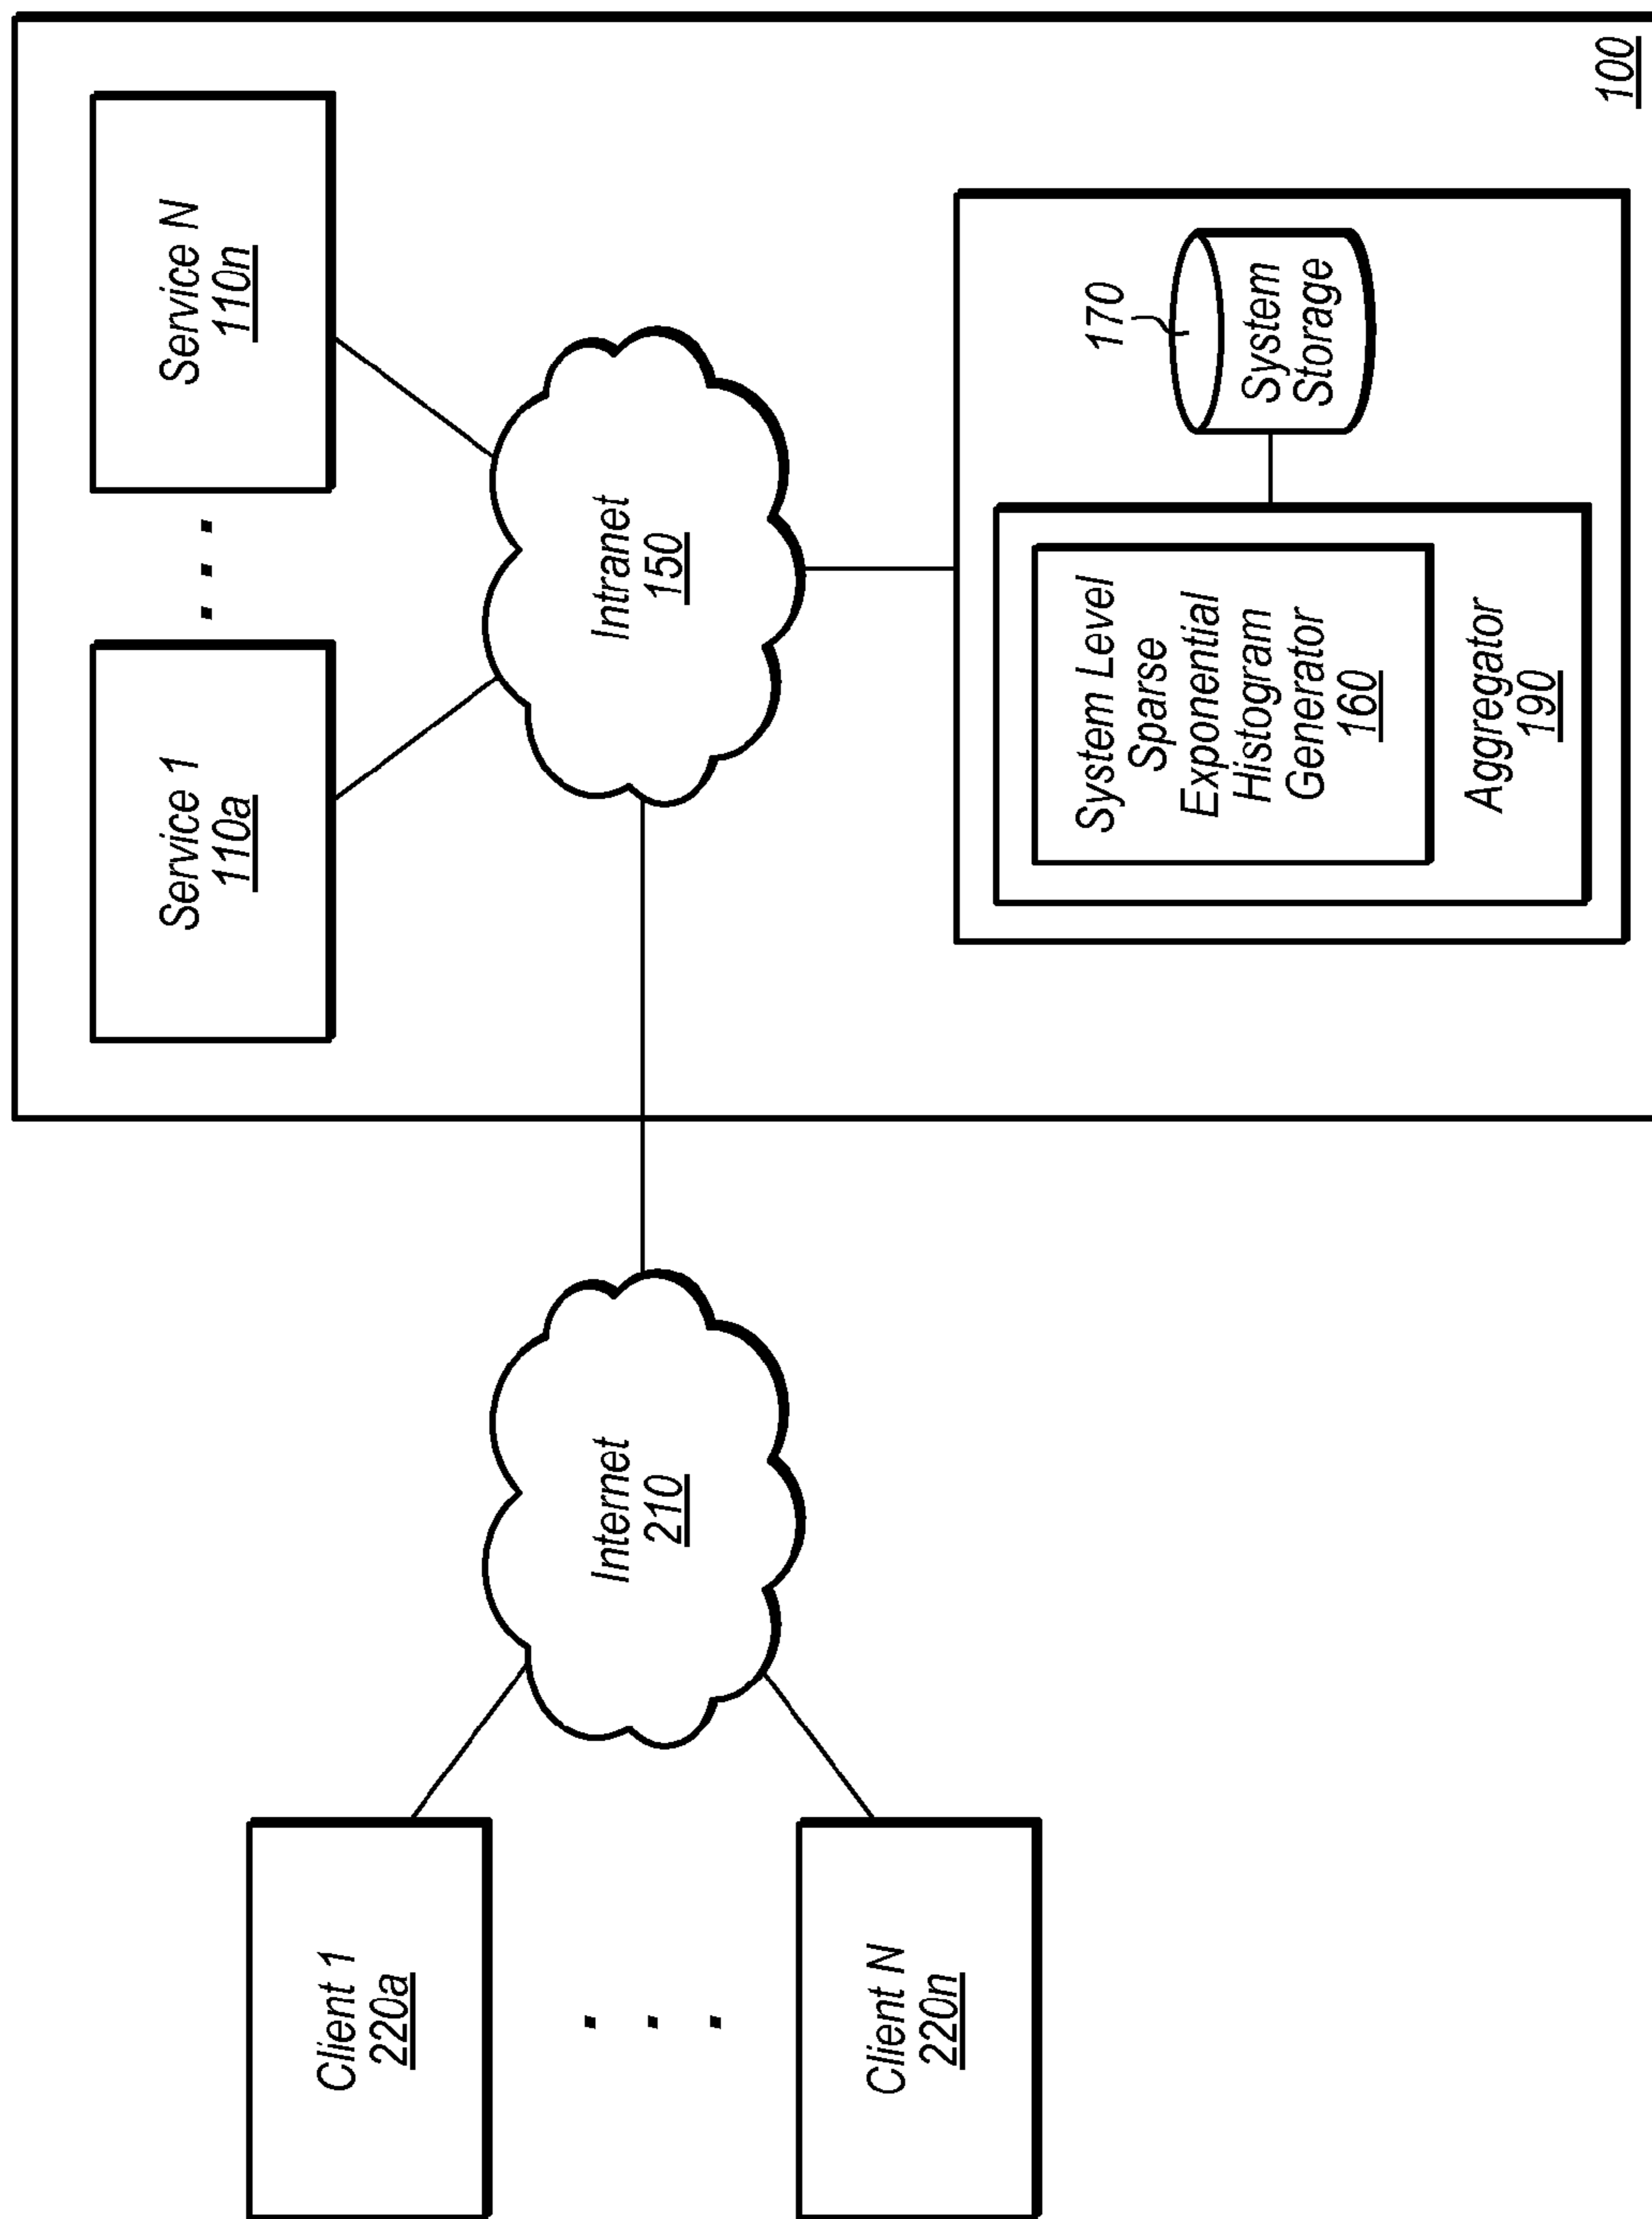 Client 1
220a
Client N
220n
Internet
210
Service 1
110a
Service N
110n
Intranet
150
System Level
Sparse
Exponential
Histogram
Generator
160
Aggregator
190
170
System
Storage
100